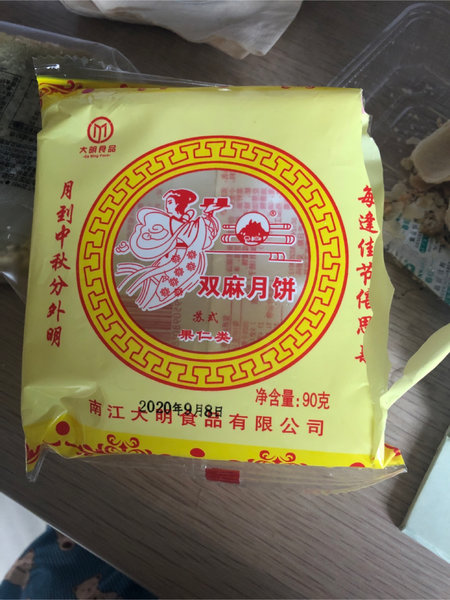 大明食品
Da Ming Foods
月到中秋分外明
每逢佳节倍思
®
双麻月饼
苏式
果仁类
净含量:90克
2020年9月8日
南江大明食品有限公司